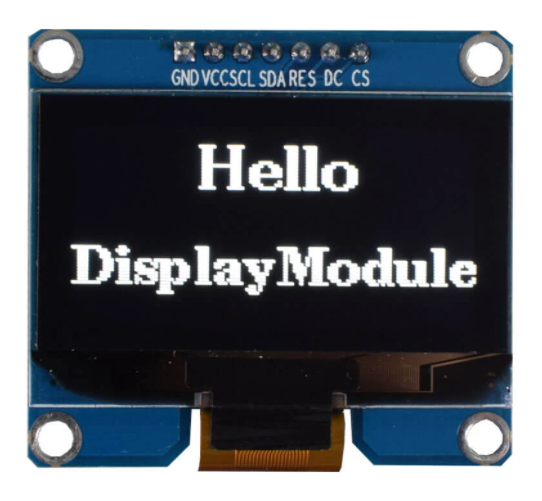 GND VCC SCL SDA RES DC CS
Hello
DisplayModule